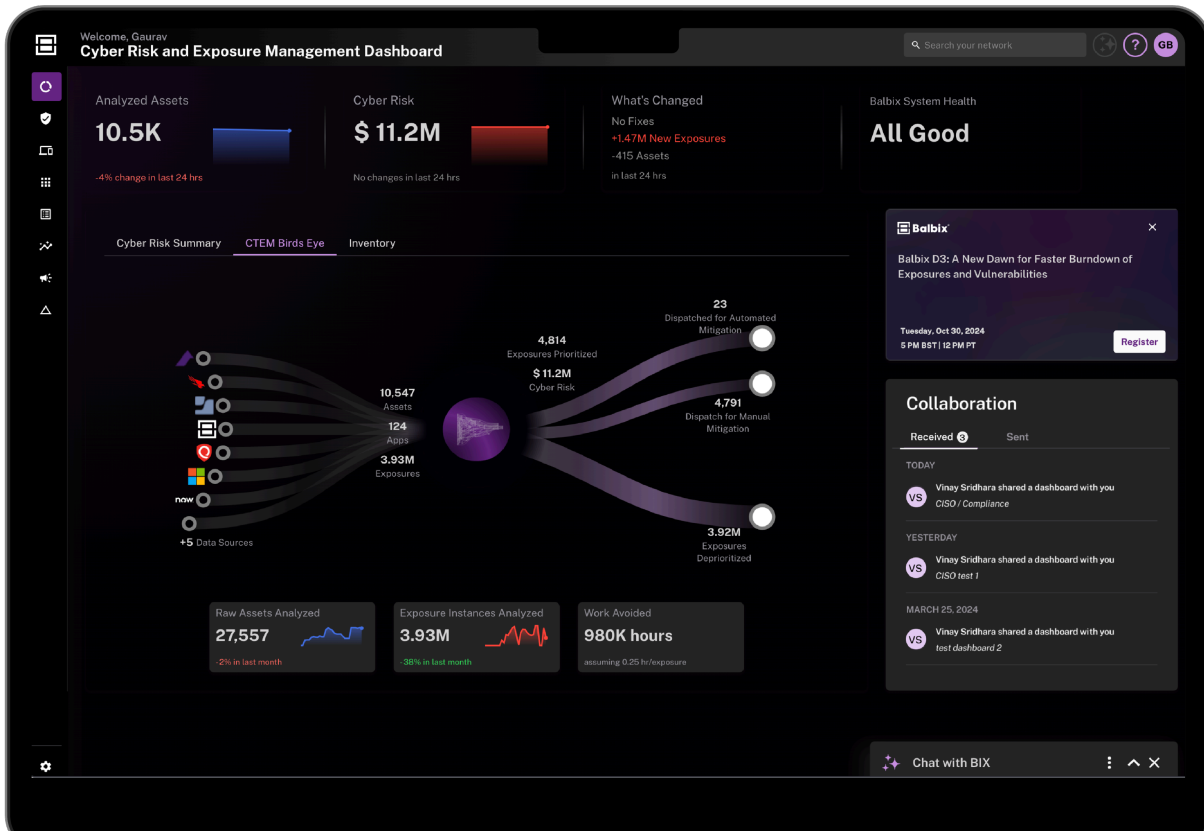 Welcome, Gaurav
Cyber Risk and Exposure Management Dashboard
Search your network
?
GB
Analyzed Assets
10.5K
-4% change in last 24 hrs
Cyber Risk
$ 11.2M
No changes in last 24 hrs
What's Changed
No Fixes
+1.47M New Exposures
-415 Assets
in last 24 hrs
Balbix System Health
All Good
Cyber Risk Summary
CTEM Birds Eye
Inventory
now
+5 Data Sources
10,547
Assets
124
Apps
3.93M
Exposures
4,814
Exposures Prioritized
$ 11.2M
Cyber Risk
23
Dispatched for Automated
Mitigation
4,791
Dispatch for Manual
Mitigation
3.92M
Exposures
Deprioritized
Raw Assets Analyzed
27,557
-2% in last month
Exposure Instances Analyzed
3.93M
-38% in last month
Work Avoided
980K hours
assuming 0.25 hr/exposure
Balbix
Balbix D3: A New Dawn for Faster Burndown of
Exposures and Vulnerabilities
Tuesday, Oct 30, 2024
5 PM BST | 12 PM PT
Register
Collaboration
Received 3
Sent
TODAY
VS
Vinay Sridhara shared a dashboard with you
CISO / Compliance
YESTERDAY
VS
Vinay Sridhara shared a dashboard with you
CISO test 1
MARCH 25, 2024
VS
Vinay Sridhara shared a dashboard with you
test dashboard 2
Chat with BIX